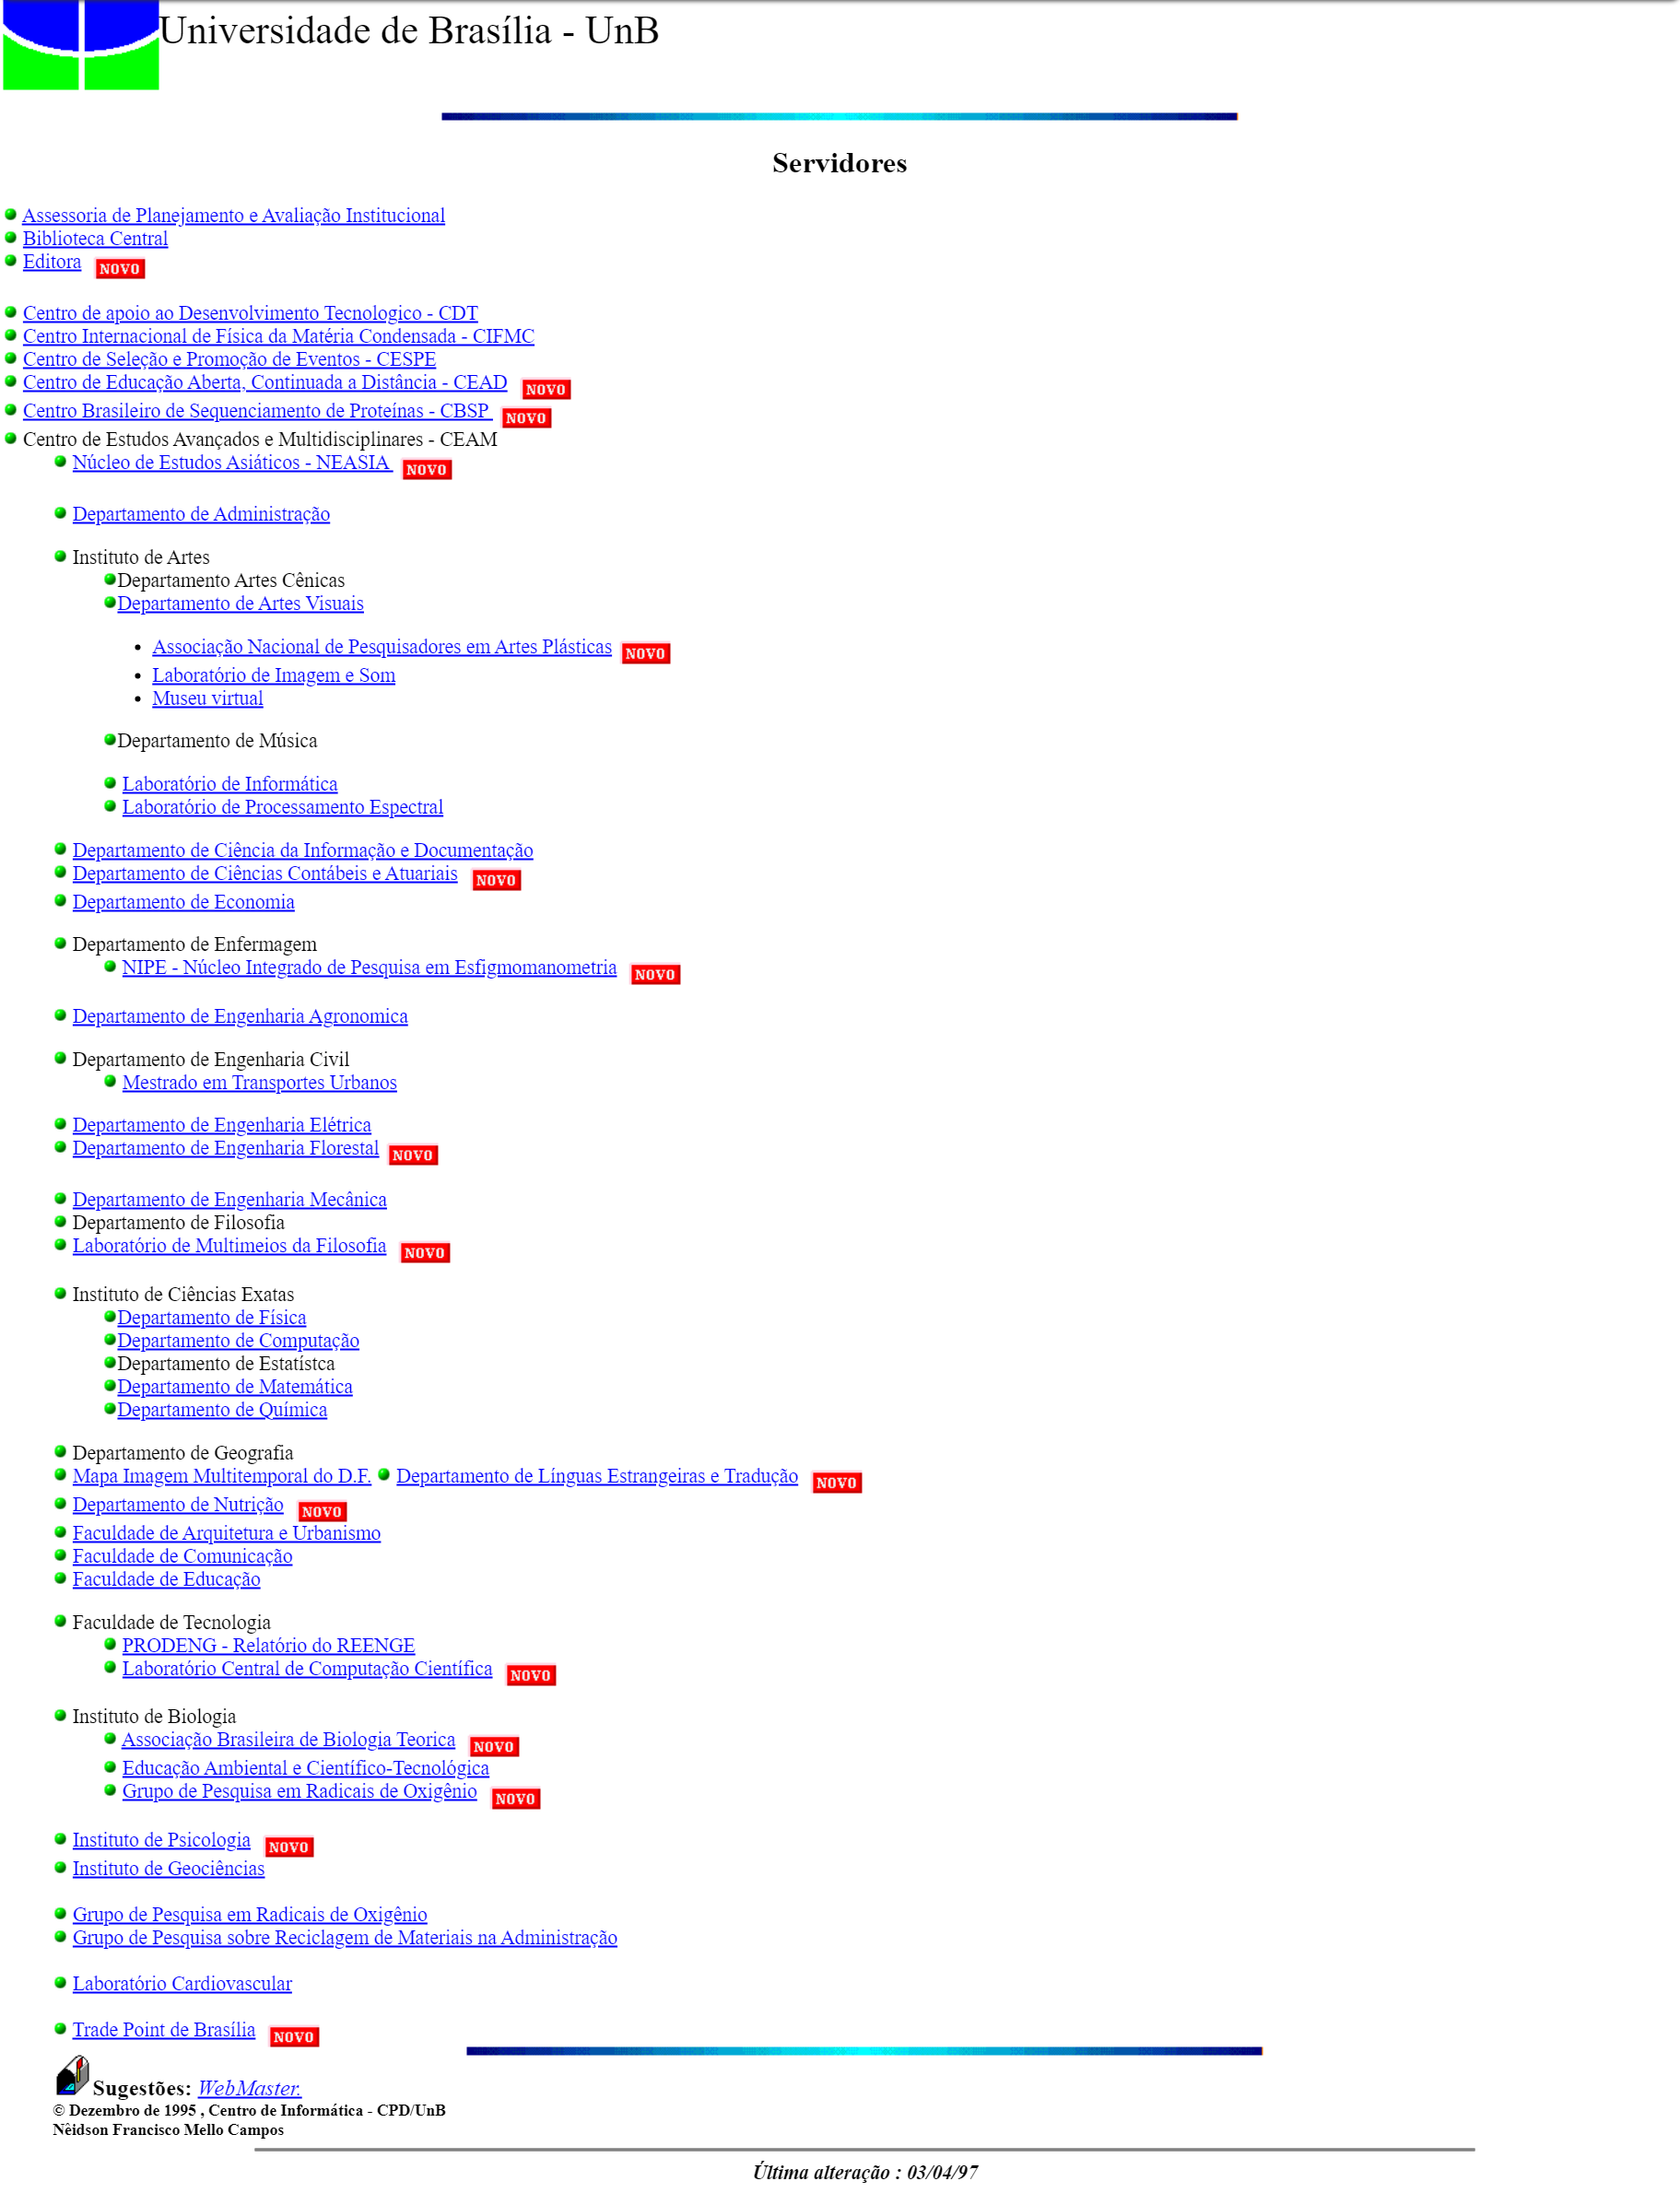 Universidade de Brasília - UnB
Servidores
Assessoria de Planejamento e Avaliação Institucional
Biblioteca Central
Editora NOVO
Centro de apoio ao Desenvolvimento Tecnologico - CDT
Centro Internacional de Física da Matéria Condensada - CIFMC
Centro de Seleção e Promoção de Eventos - CESPE
Centro de Educação Aberta, Continuada a Distância - CEAD NOVO
Centro Brasileiro de Sequenciamento de Proteínas - CBSP NOVO
Centro de Estudos Avançados e Multidisciplinares - CEAM
Núcleo de Estudos Asiáticos - NEASIA NOVO
Departamento de Administração
Instituto de Artes
Departamento Artes Cênicas
Departamento de Artes Visuais
• Associação Nacional de Pesquisadores em Artes Plásticas NOVO
• Laboratório de Imagem e Som
• Museu virtual
Departamento de Música
Laboratório de Informática
Laboratório de Processamento Espectral
Departamento de Ciência da Informação e Documentação
Departamento de Ciências Contábeis e Atuariais NOVO
Departamento de Economia
Departamento de Enfermagem
NIPE - Núcleo Integrado de Pesquisa em Esfigmomanometria NOVO
Departamento de Engenharia Agronomica
Departamento de Engenharia Civil
Mestrado em Transportes Urbanos
Departamento de Engenharia Elétrica
Departamento de Engenharia Florestal NOVO
Departamento de Engenharia Mecânica
Departamento de Filosofia
Laboratório de Multimeios da Filosofia NOVO
Instituto de Ciências Exatas
Departamento de Física
Departamento de Computação
Departamento de Estatístca
Departamento de Matemática
Departamento de Química
Departamento de Geografia
Mapa Imagem Multitemporal do D.F. Departamento de Línguas Estrangeiras e Tradução NOVO
Departamento de Nutrição NOVO
Faculdade de Arquitetura e Urbanismo
Faculdade de Comunicação
Faculdade de Educação
Faculdade de Tecnologia
PRODENG - Relatório do REENGE
Laboratório Central de Computação Científica NOVO
Instituto de Biologia
Associação Brasileira de Biologia Teorica NOVO
Educação Ambiental e Científico-Tecnológica
Grupo de Pesquisa em Radicais de Oxigênio NOVO
Instituto de Psicologia NOVO
Instituto de Geociências
Grupo de Pesquisa em Radicais de Oxigênio
Grupo de Pesquisa sobre Reciclagem de Materiais na Administração
Laboratório Cardiovascular
Trade Point de Brasília NOVO
Sugestões: WebMaster.
© Dezembro de 1995 , Centro de Informática - CPD/UnB
Nêidson Francisco Mello Campos
Última alteração : 03/04/97